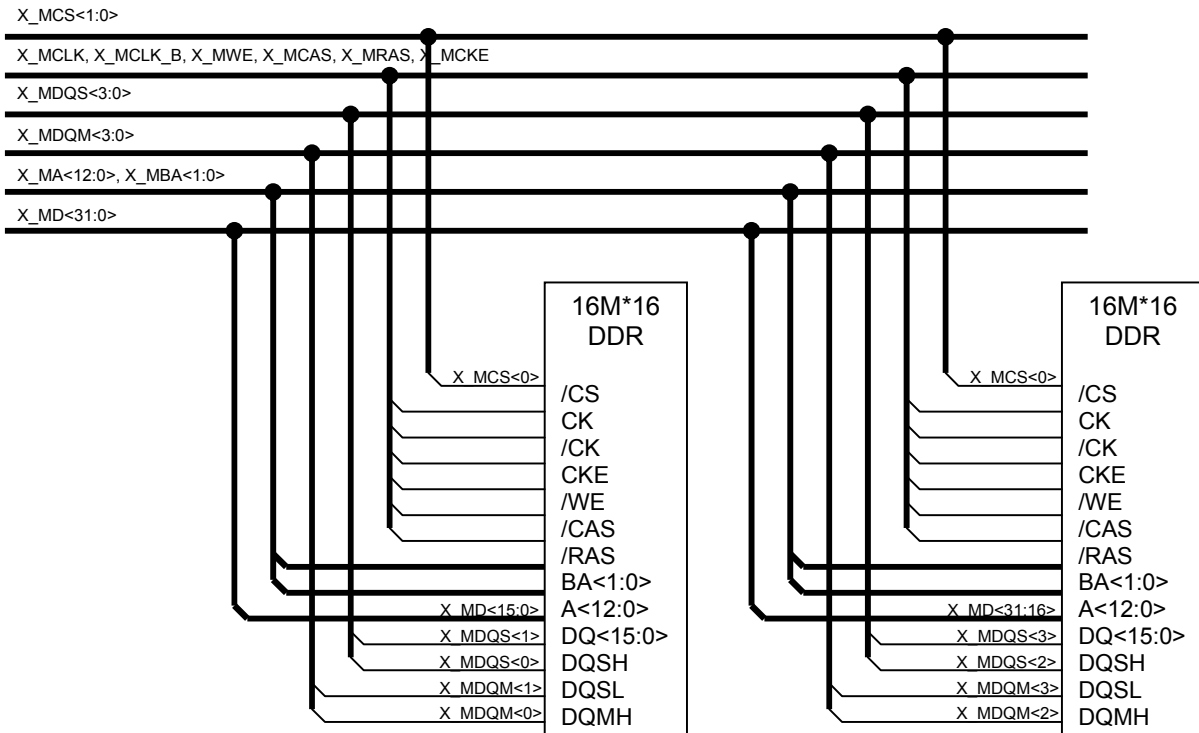 X_MCS<1:0>
X_MCLK, X_MCLK_B, X_MWE, X_MCAS, X_MRAS, X_MCKE
X_MDQS<3:0>
X_MDQM<3:0>
X_MA<12:0>, X_MBA<1:0>
X_MD<31:0>
16M*16
DDR
X_MCS<0>
/CS
CK
/CK
CKE
/WE
/CAS
/RAS
BA<1:0>
X_MD<15:0>
A<12:0>
X_MDQS<1>
DQ<15:0>
X_MDQS<0>
DQSH
X_MDQM<1>
DQSL
X_MDQM<0>
DQMH
16M*16
DDR
X_MCS<0>
/CS
CK
/CK
CKE
/WE
/CAS
/RAS
BA<1:0>
X_MD<31:16>
A<12:0>
X_MDQS<3>
DQ<15:0>
X_MDQS<2>
DQSH
X_MDQM<3>
DQSL
X_MDQM<2>
DQMH